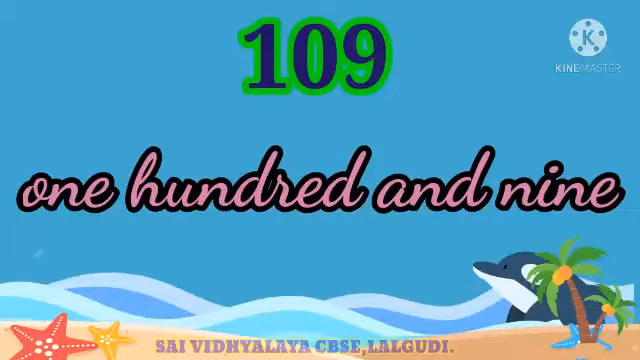 109
KINEMASTER
one hundred and nine
SAI VIDHYALAYA CBSE,LALGUDI.